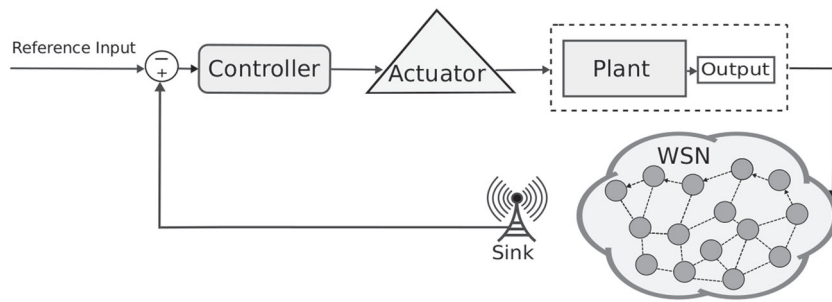 Reference Input
−
+
Controller
Actuator
Plant
Output
WSN
Sink